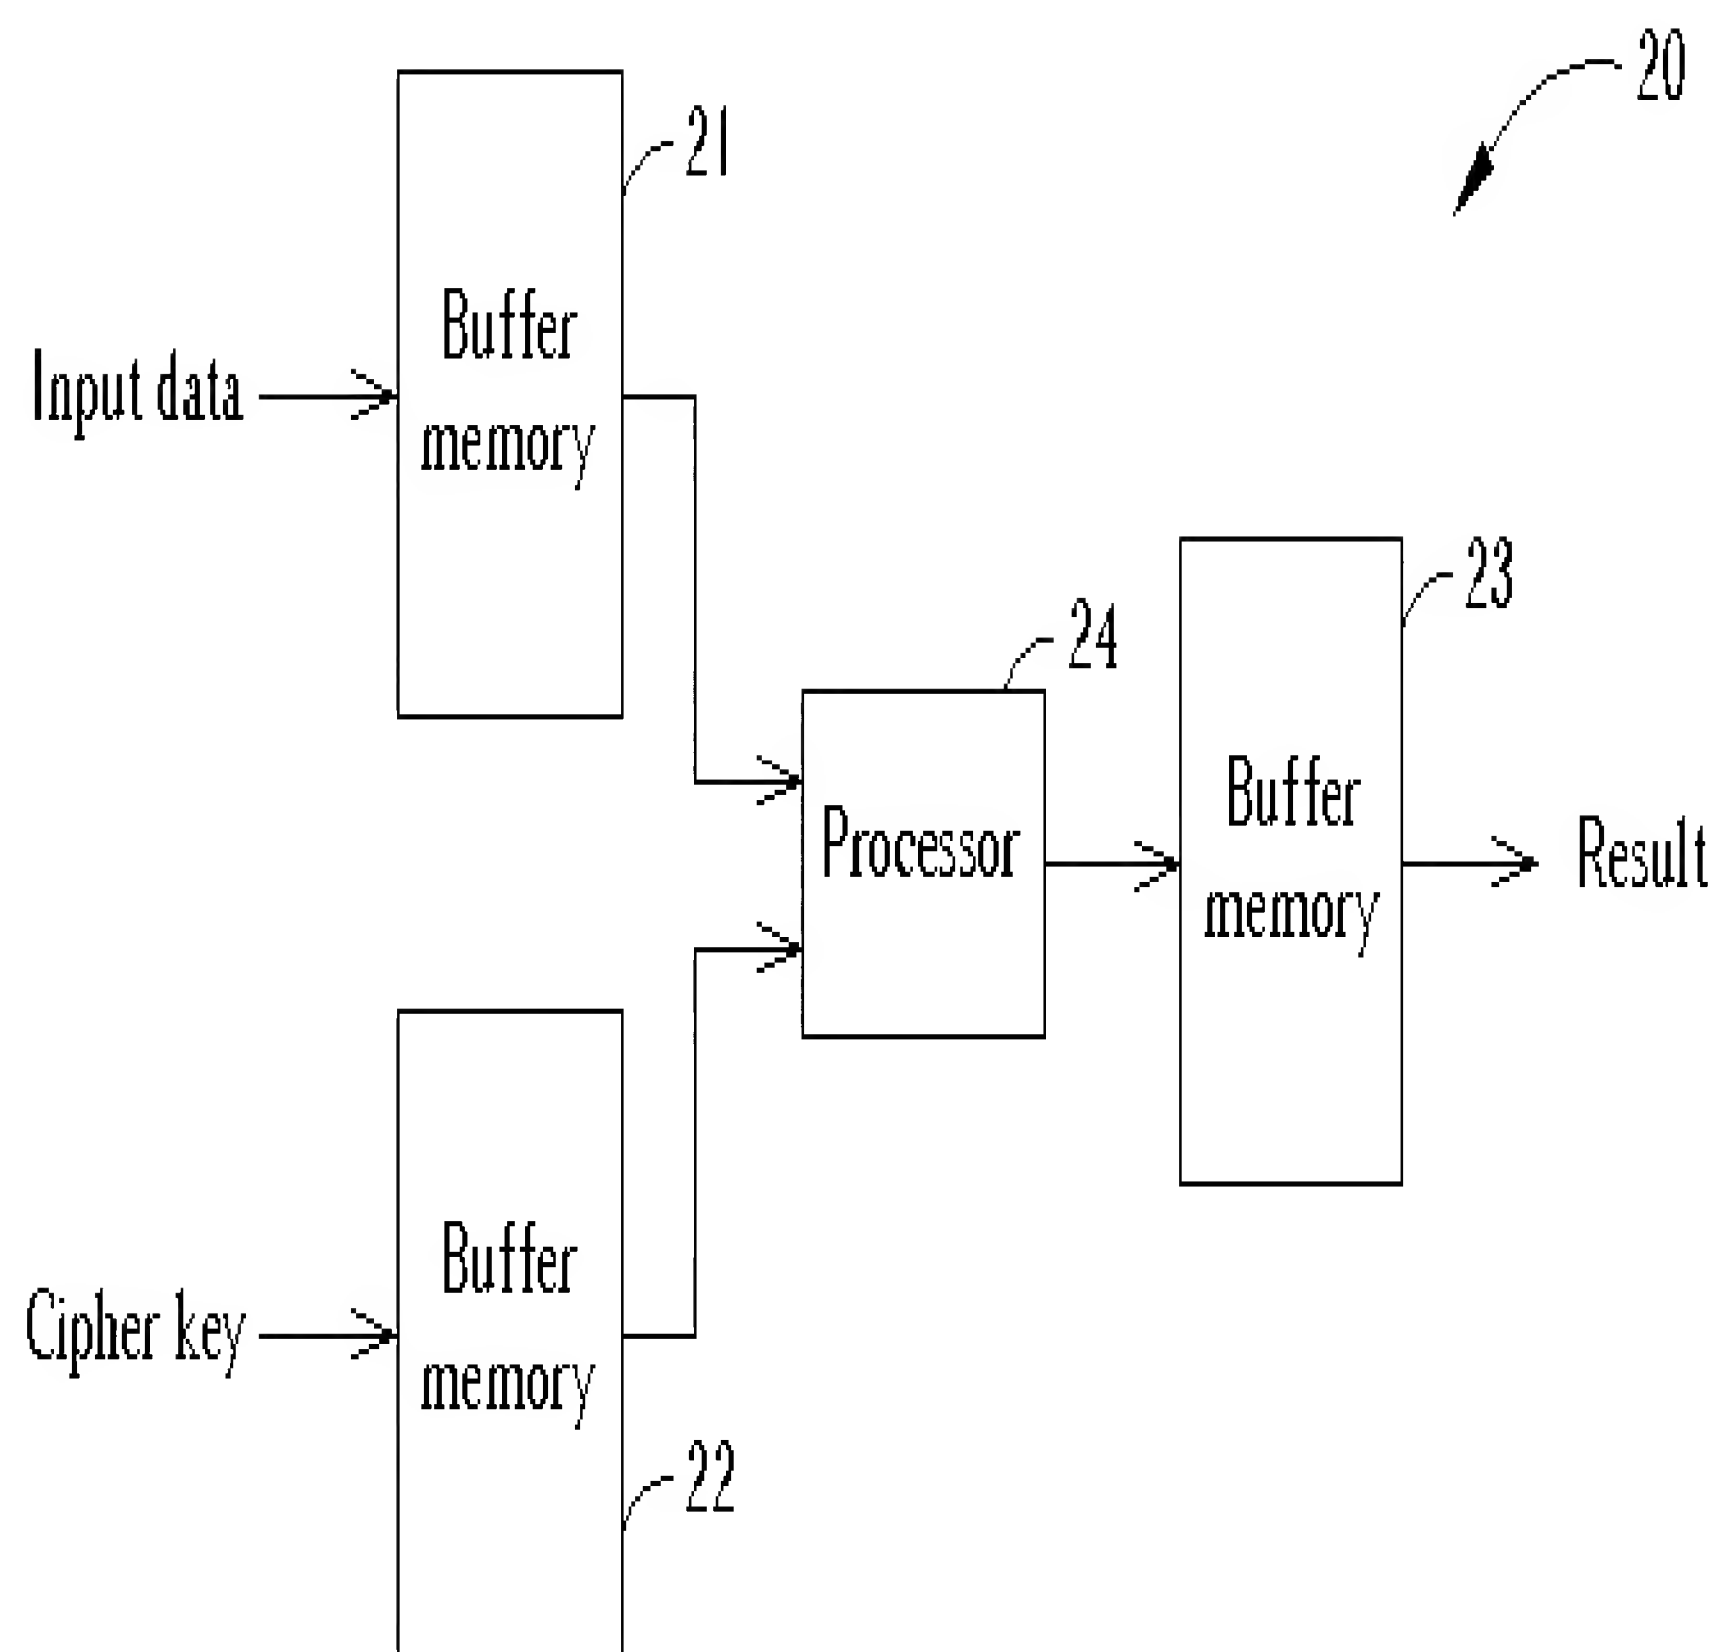 20
21
Buffer
memory
Input data
23
24
Buffer
memory
Processor
Result
Buffer
memory
Cipher key
22